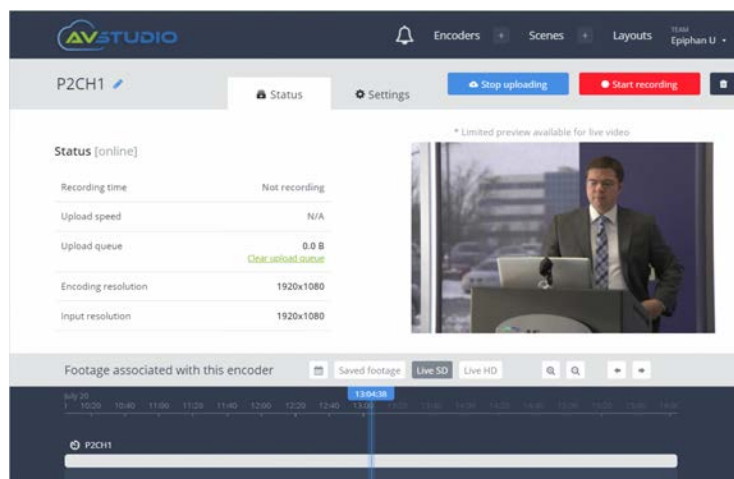 AVSTUDIO
Encoders + Scenes + Layouts TEAM Epiphan U
P2CH1 Status Settings Stop uploading Start recording
* Limited preview available for live video
Status [online]
Recording time Not recording
Upload speed N/A
Upload queue 0.0 B
Clear upload queue
Encoding resolution 1920x1080
Input resolution 1920x1080
Footage associated with this encoder Saved footage Live SD Live HD
July 20 13:04:38
10:20 10:40 11:00 11:20 11:40 12:00 12:20 12:40 13:00
P2CH1